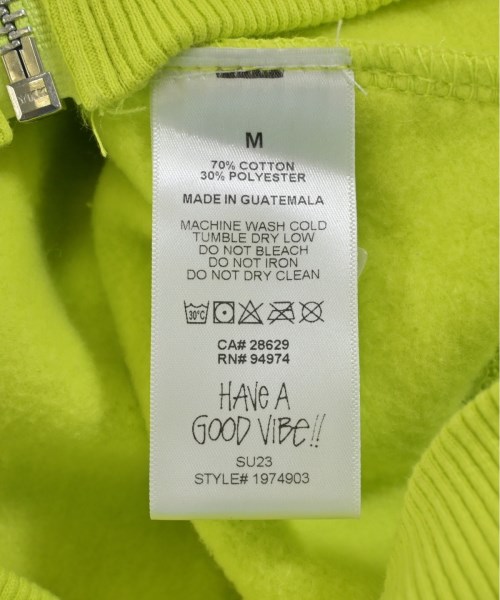 M
70% COTTON
30% POLYESTER
MADE IN GUATEMALA
MACHINE WASH COLD
TUMBLE DRY LOW
DO NOT BLEACH
DO NOT IRON
DO NOT DRY CLEAN
30°C
CA# 28629
RN# 94974
HAVE A
GOOD VIBE!!
SU23
STYLE# 1974903